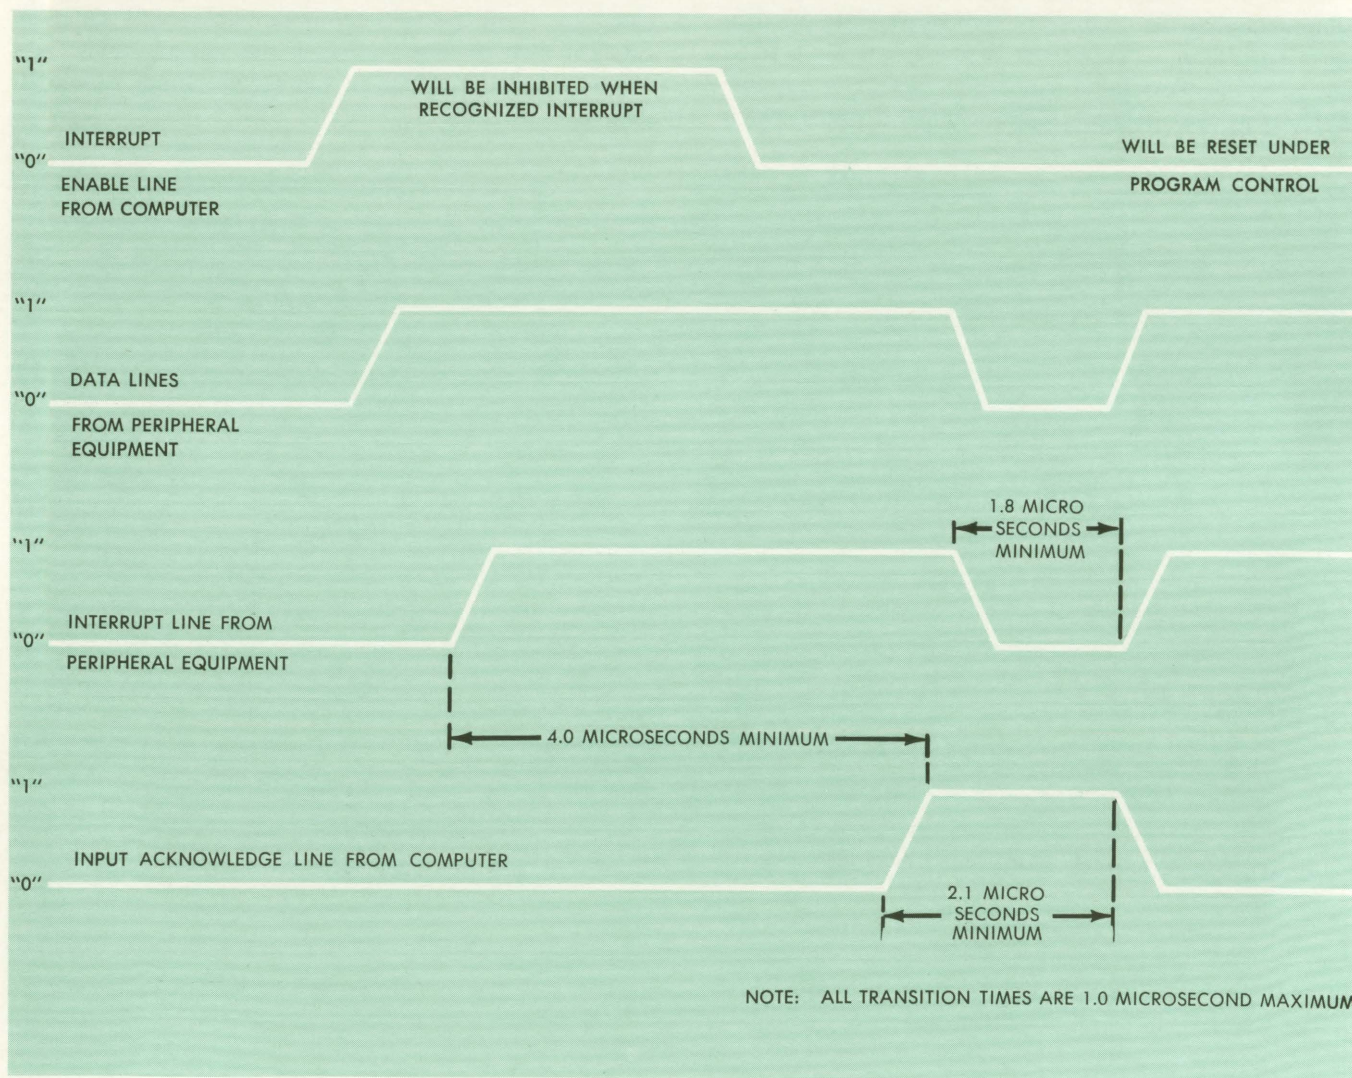 "1"
WILL BE INHIBITED WHEN
RECOGNIZED INTERRUPT
INTERRUPT
"0"
ENABLE LINE
FROM COMPUTER
WILL BE RESET UNDER
PROGRAM CONTROL
"1"
DATA LINES
"0"
FROM PERIPHERAL
EQUIPMENT
1.8 MICRO
SECONDS
MINIMUM
"1"
INTERRUPT LINE FROM
"0"
PERIPHERAL EQUIPMENT
4.0 MICROSECONDS MINIMUM
"1"
INPUT ACKNOWLEDGE LINE FROM COMPUTER
"0"
2.1 MICRO
SECONDS
MINIMUM
NOTE: ALL TRANSITION TIMES ARE 1.0 MICROSECOND MAXIMUM